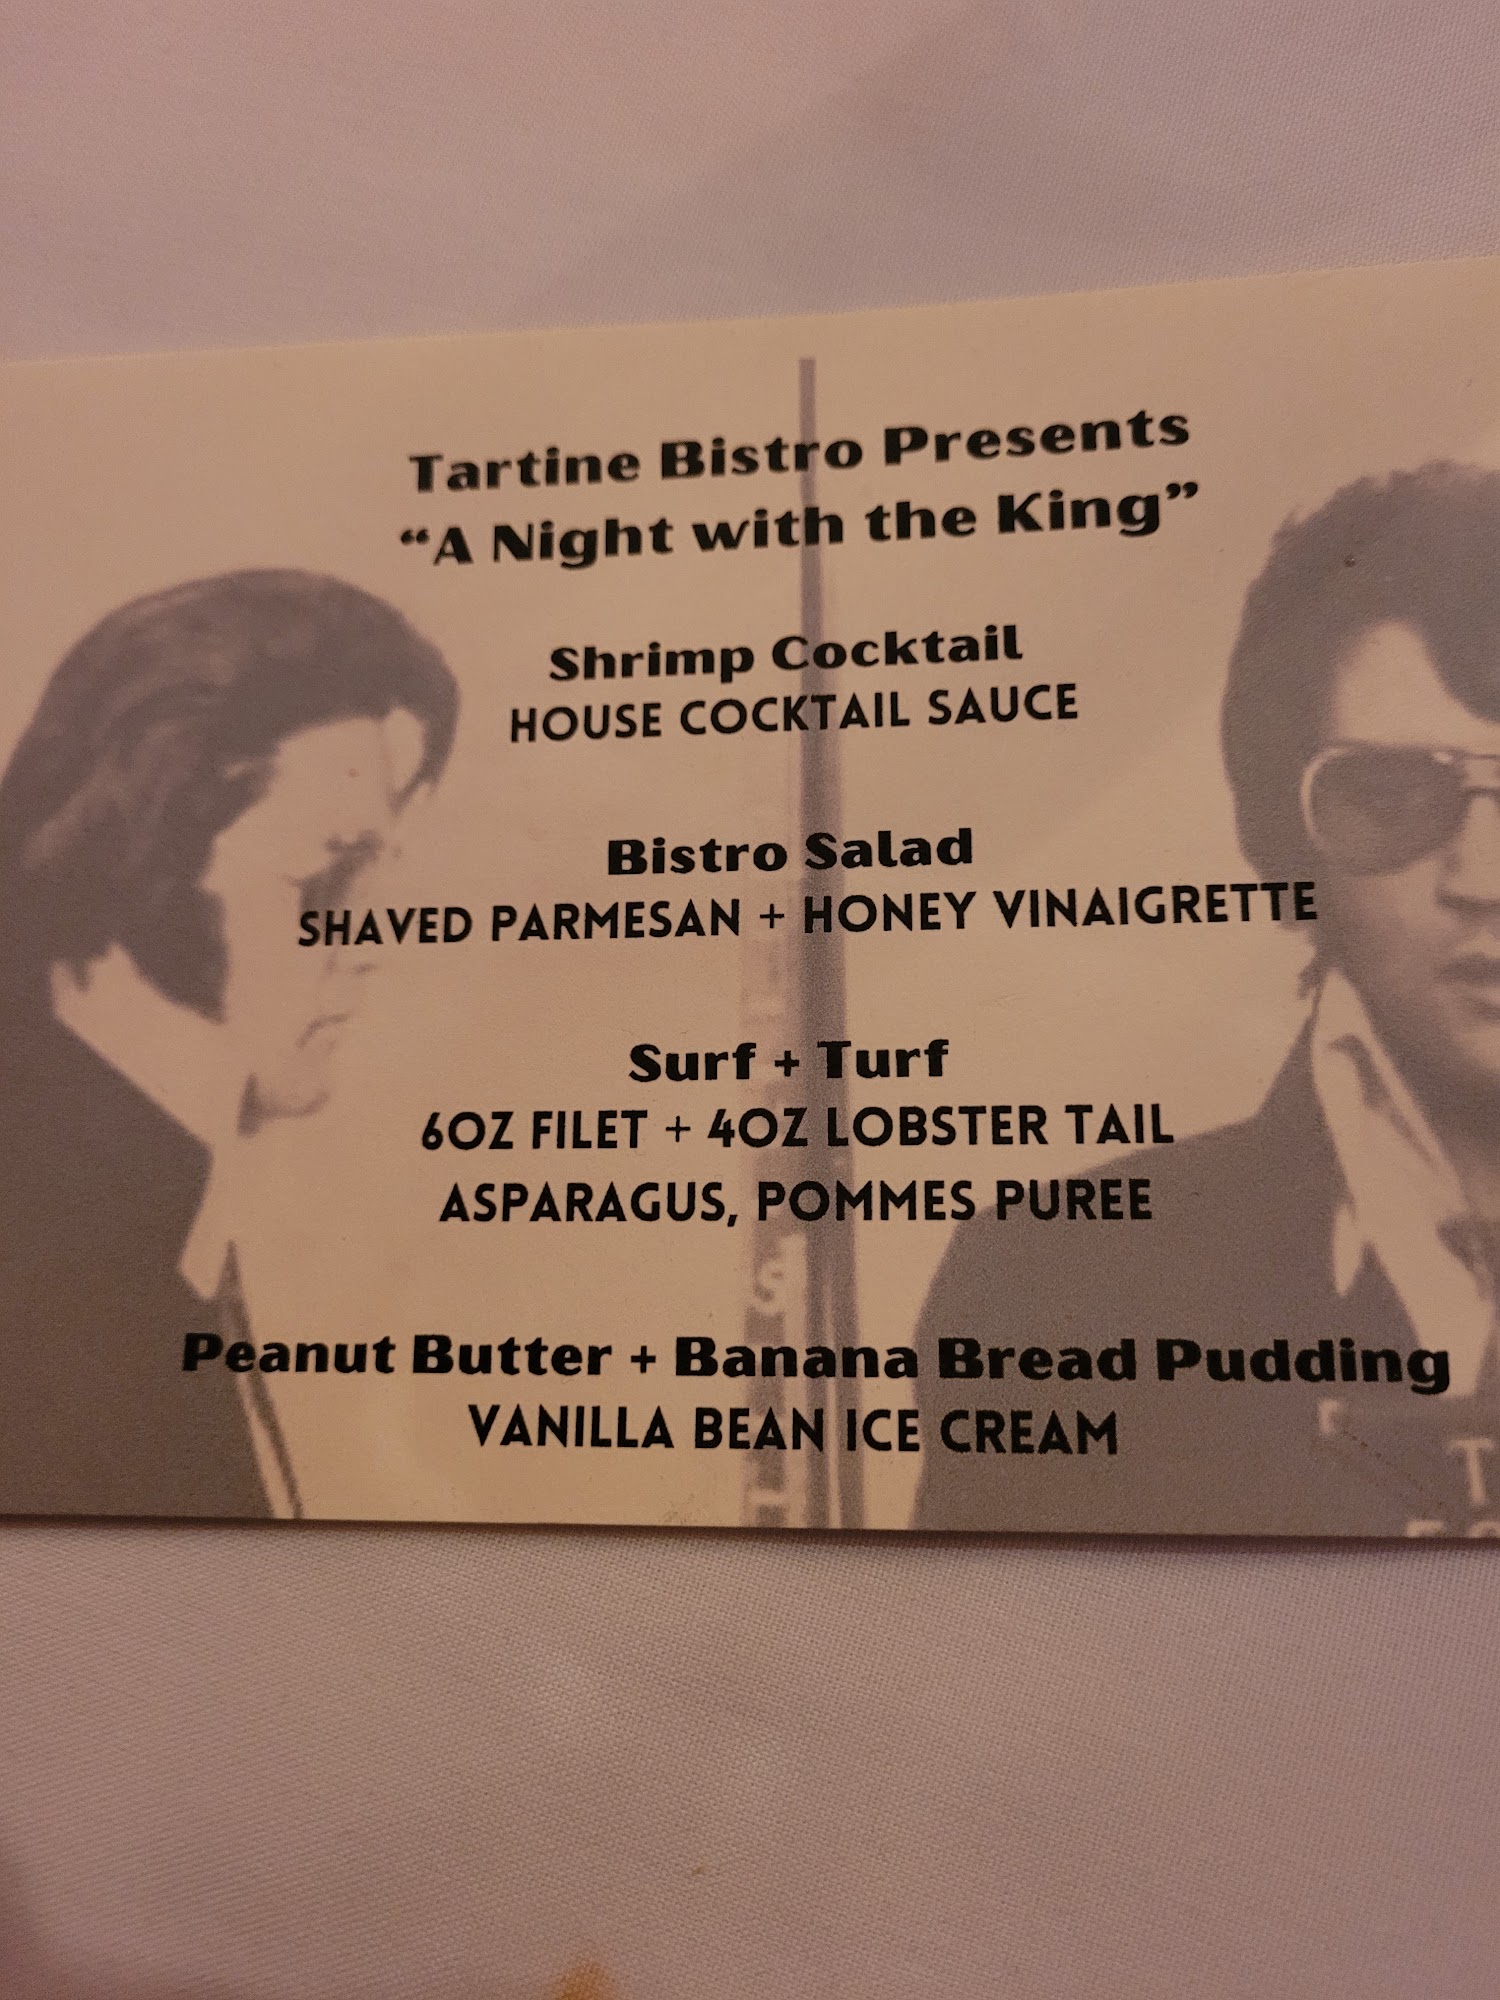 Tartine Bistro Presents
“A Night with the King”
Shrimp Cocktail
HOUSE COCKTAIL SAUCE
Bistro Salad
SHAVED PARMESAN + HONEY VINAIGRETTE
Surf + Turf
6OZ FILET + 4OZ LOBSTER TAIL
ASPARAGUS, POMMES PUREE
Peanut Butter + Banana Bread Pudding
VANILLA BEAN ICE CREAM